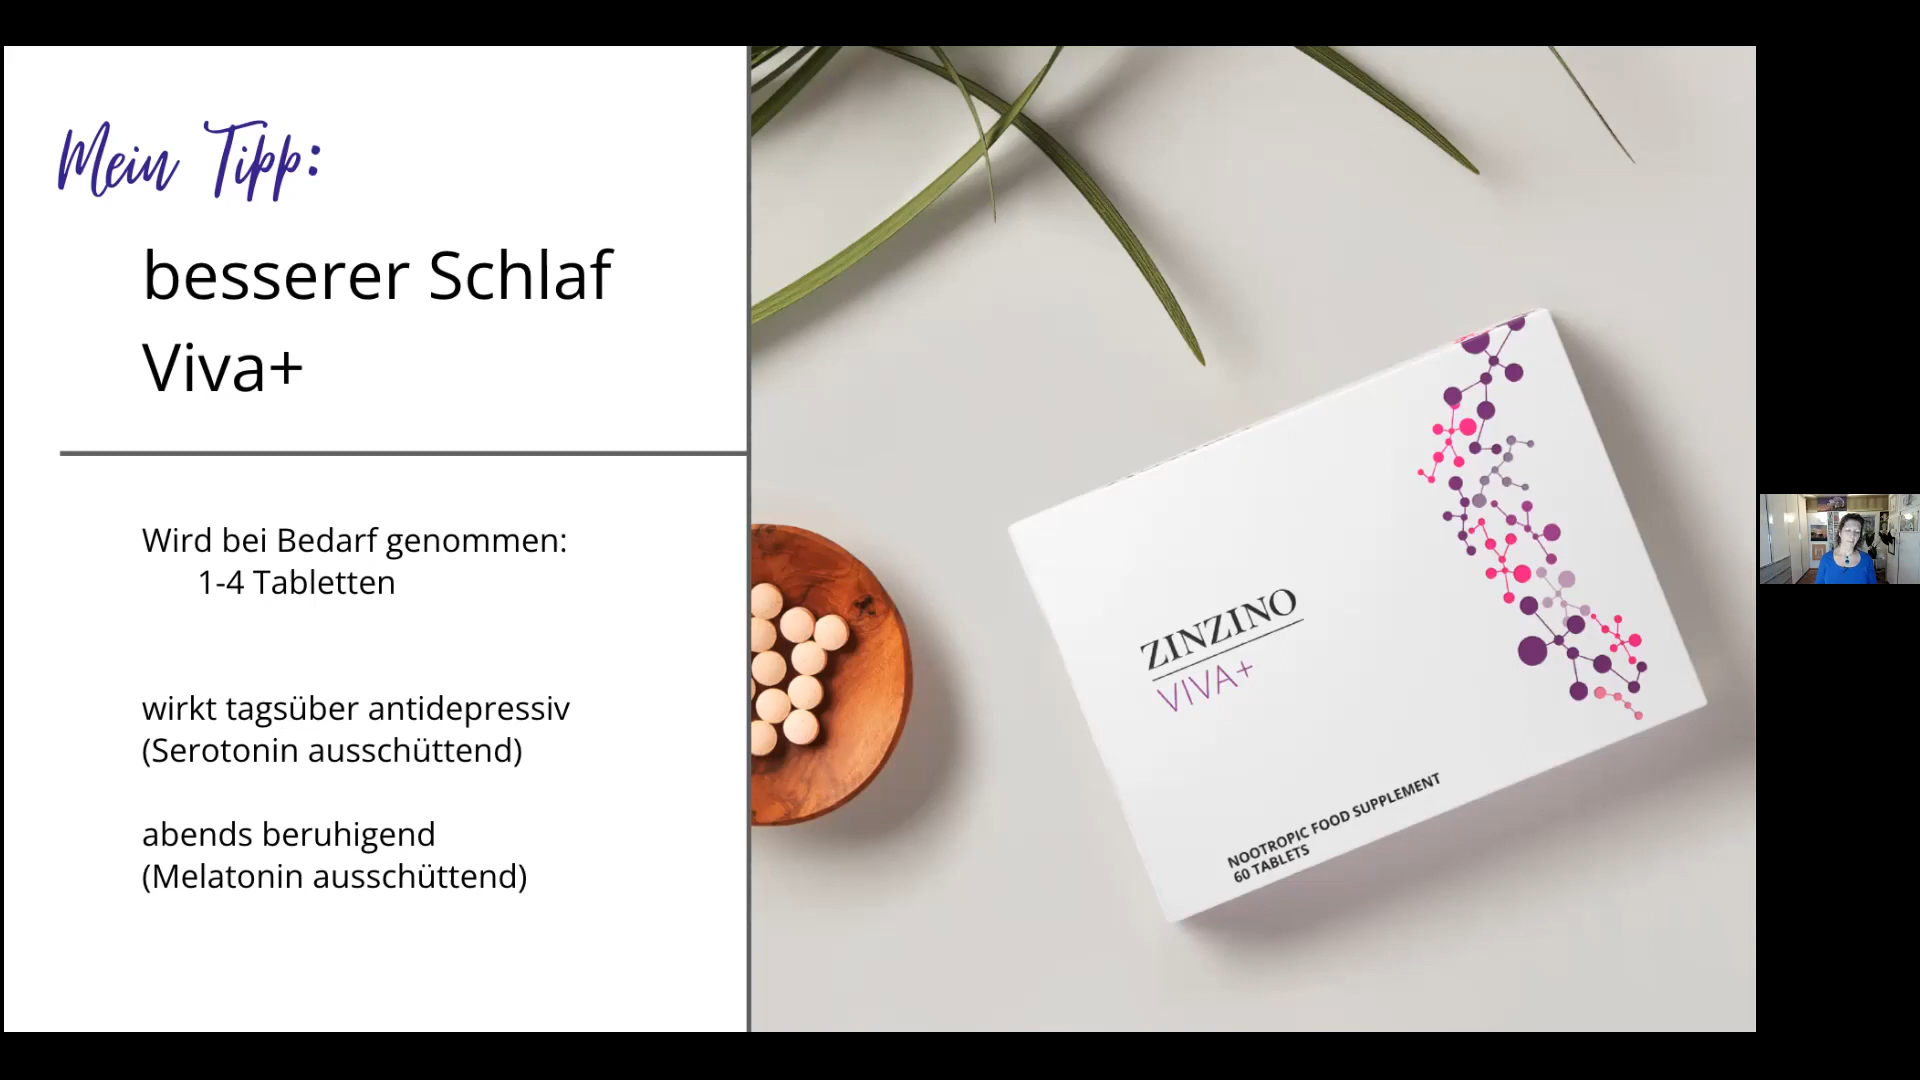 Mein Tipp:
besserer Schlaf
Viva+
Wird bei Bedarf genommen:
1-4 Tabletten
wirkt tagsüber antidepressiv
(Serotonin ausschüttend)
abends beruhigend
(Melatonin ausschüttend)
ZINZINO
VIVA+
NOOTROPIC FOOD SUPPLEMENT
60 TABLETS